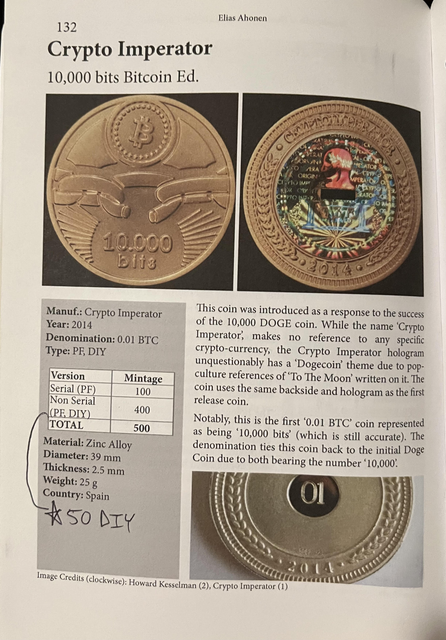 Elias Ahonen
132
Crypto Imperator
10,000 bits Bitcoin Ed.
10.000
bits
2014
Manuf.: Crypto Imperator
Year: 2014
Denomination: 0.01 BTC
Type: PF, DIY
Version Mintage
Serial (PF) 100
Non Serial
(PF, DIY) 400
TOTAL 500
Material: Zinc Alloy
Diameter: 39 mm
Thickness: 2.5 mm
Weight: 25 g
Country: Spain
50 DIY
This coin was introduced as a response to the success
of the 10,000 DOGE coin. While the name 'Crypto
Imperator', makes no reference to any specific
crypto-currency, the Crypto Imperator hologram
unquestionably has a 'Dogecoin' theme due to pop-
culture references of 'To The Moon' written on it. The
coin uses the same backside and hologram as the first
release coin.
Notably, this is the first '0.01 BTC' coin represented
as being '10,000 bits' (which is still accurate). The
denomination ties this coin back to the initial Doge
Coin due to both bearing the number '10,000'.
01
2014
Image Credits (clockwise): Howard Kesselman (2), Crypto Imperator (1)